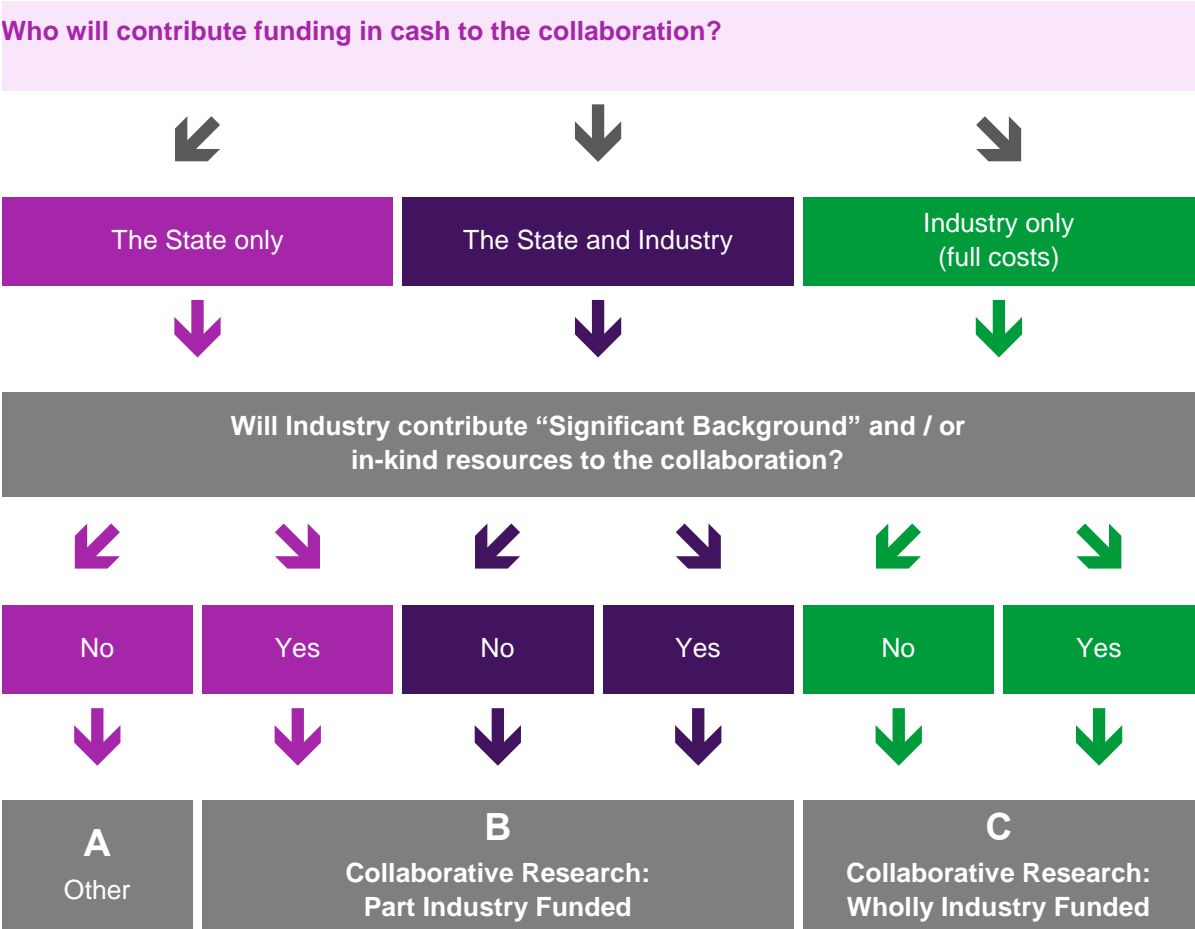 Who will contribute funding in cash to the collaboration?
The State only
The State and Industry
Industry only
(full costs)
Will Industry contribute “Significant Background” and / or
in-kind resources to the collaboration?
No
Yes
No
Yes
No
Yes
A
Other
B
Collaborative Research:
Part Industry Funded
C
Collaborative Research:
Wholly Industry Funded